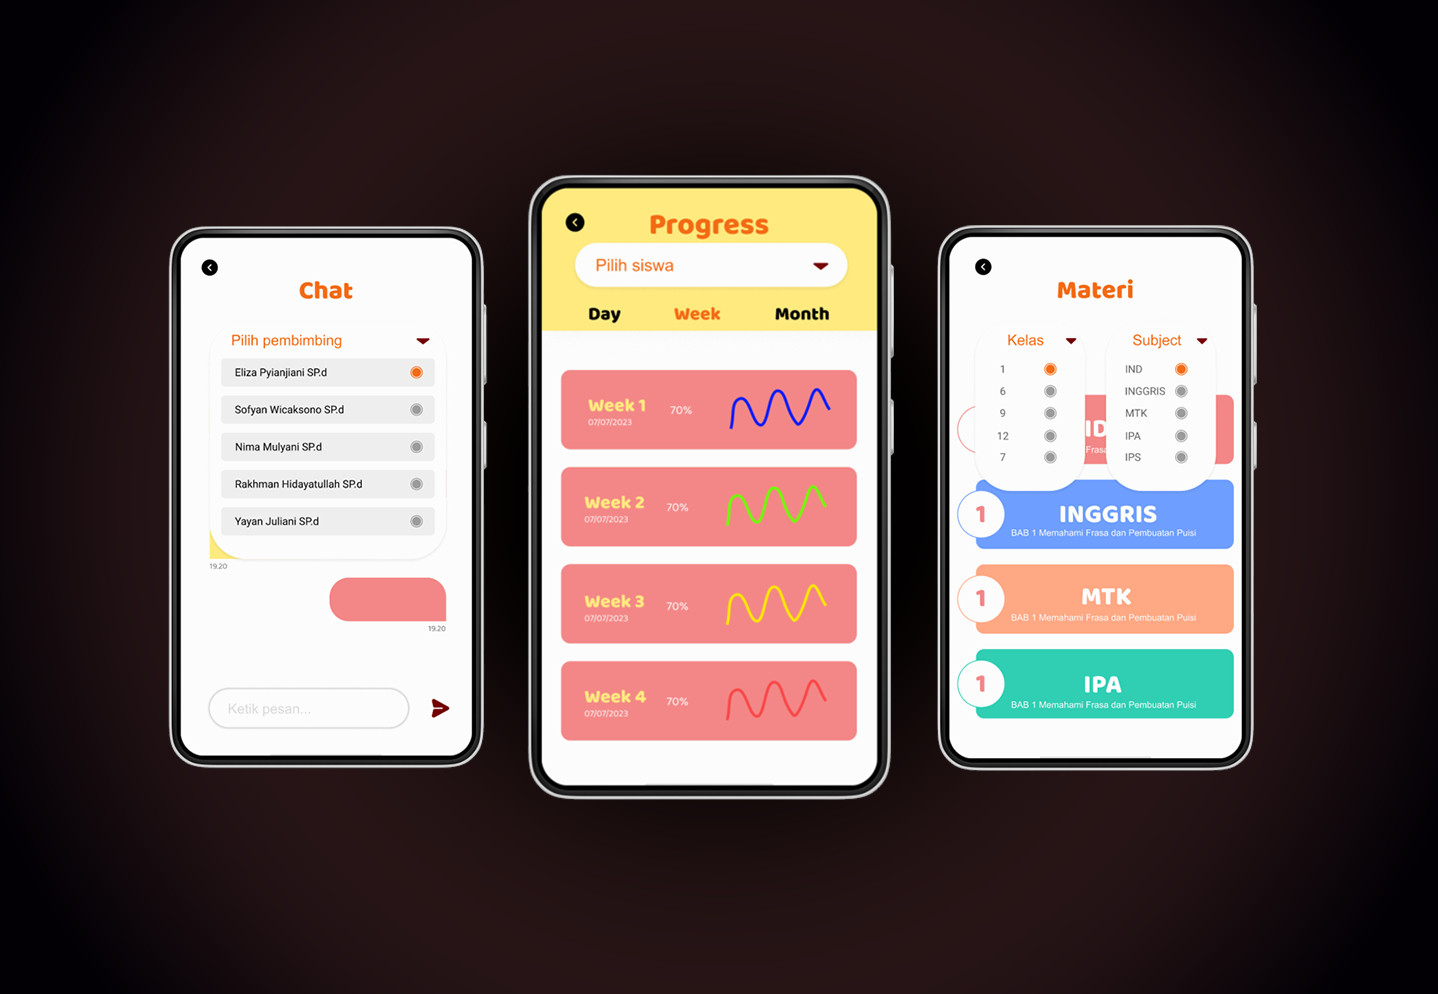 Chat
Pilih pembimbing
Eliza Pyianjiani SP.d
Sofyan Wicaksono SP.d
Nima Mulyani SP.d
Rakhman Hidayatullah SP.d
Yayan Juliani SP.d
19.20
19.20
Ketik pesan...
Progress
Pilih siswa
Day Week Month
Week 1 70%
07/07/2023
Week 2 70%
07/07/2023
Week 3 70%
07/07/2023
Week 4 70%
07/07/2023
Materi
Kelas
1
6
9
12
7
Subject
IND
INGGRIS
MTK
IPA
IPS
1 INGGRIS
BAB 1 Memahami Frasa dan Pembuatan Puisi
1 MTK
BAB 1 Memahami Frasa dan Pembuatan Puisi
1 IPA
BAB 1 Memahami Frasa dan Pembuatan Puisi